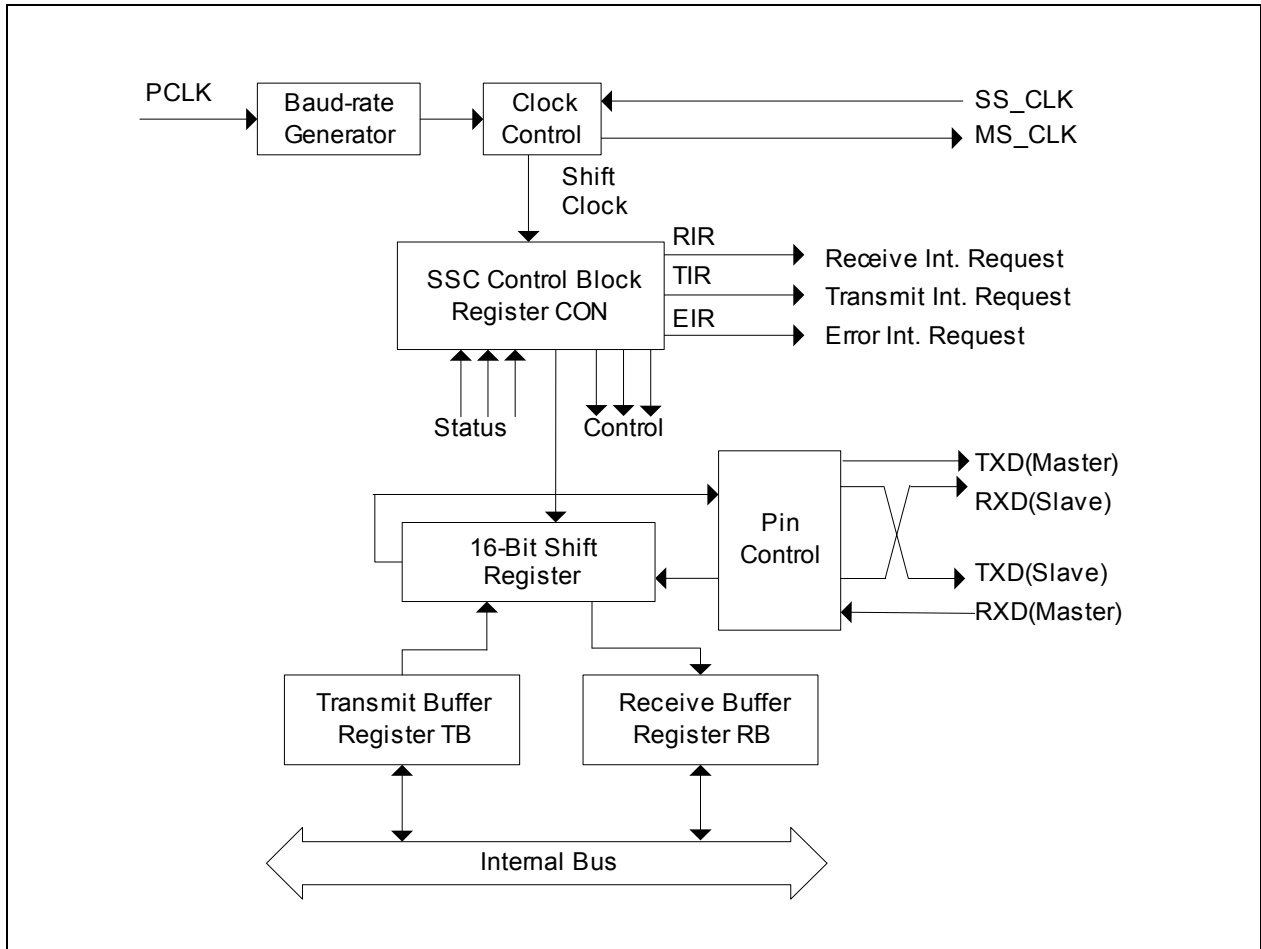 PCLK
Baud-rate
Generator
Clock
Control
SS_CLK
MS_CLK
Shift
Clock
SSC Control Block
Register CON
RIR
Receive Int. Request
TIR
Transmit Int. Request
EIR
Error Int. Request
Status
Control
16-Bit Shift
Register
Pin
Control
TXD(Master)
RXD(Slave)
TXD(Slave)
RXD(Master)
Transmit Buffer
Register TB
Receive Buffer
Register RB
Internal Bus